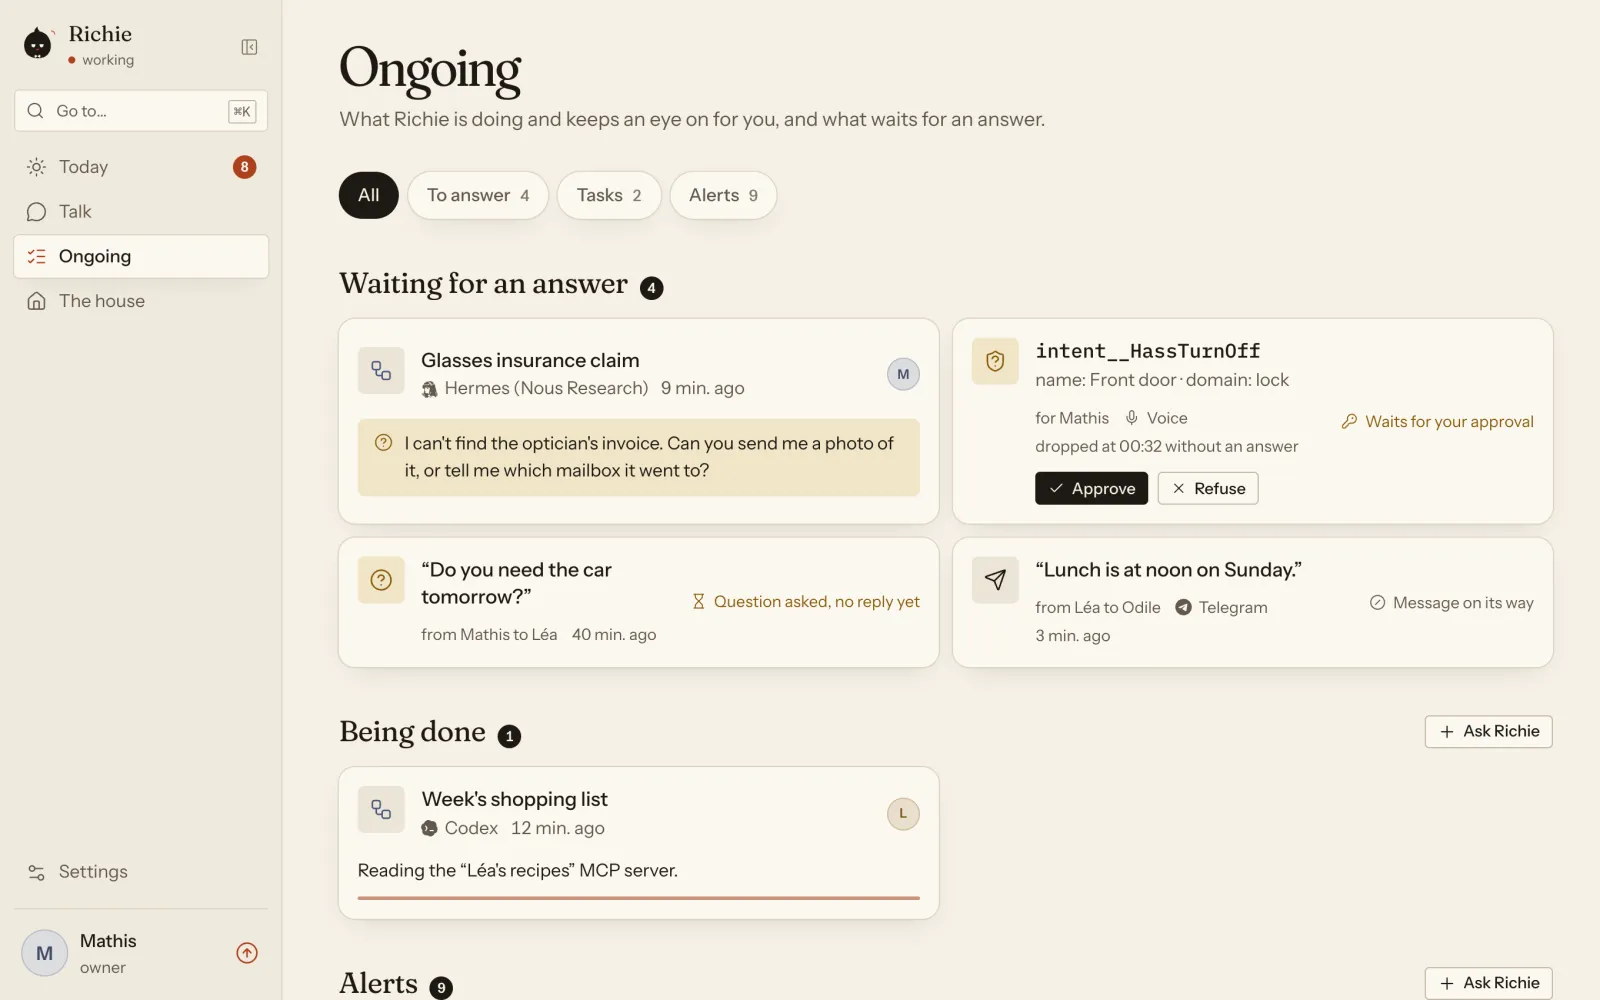 Richie
working
Go to...
⌘K
Today
8
Talk
Ongoing
The house
Settings
M
Mathis
owner
Ongoing
What Richie is doing and keeps an eye on for you, and what waits for an answer.
All
To answer 4
Tasks 2
Alerts 9
Waiting for an answer 4
Glasses insurance claim
Hermes (Nous Research) 9 min. ago
M
I can't find the optician's invoice. Can you send me a photo of
it, or tell me which mailbox it went to?
intent__HassTurnOff
name: Front door · domain: lock
for Mathis Voice
dropped at 00:32 without an answer
Waits for your approval
Approve
Refuse
“Do you need the car
tomorrow?”
from Mathis to Léa 40 min. ago
Question asked, no reply yet
“Lunch is at noon on Sunday.”
from Léa to Odile Telegram
3 min. ago
Message on its way
Being done 1
Ask Richie
Week's shopping list
Codex 12 min. ago
L
Reading the “Léa's recipes” MCP server.
Alerts 9
Ask Richie